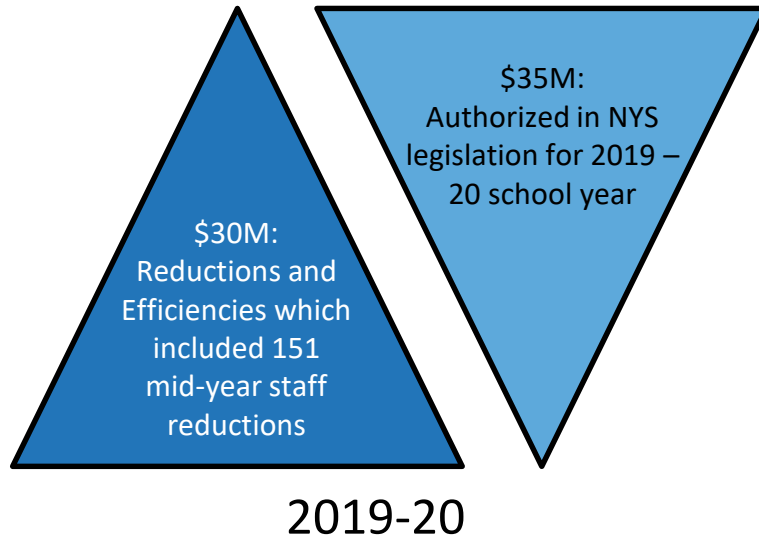 $30M:
Reductions and
Efficiencies which
included 151
mid-year staff
reductions
$35M:
Authorized in NYS
legislation for 2019 –
20 school year
2019-20